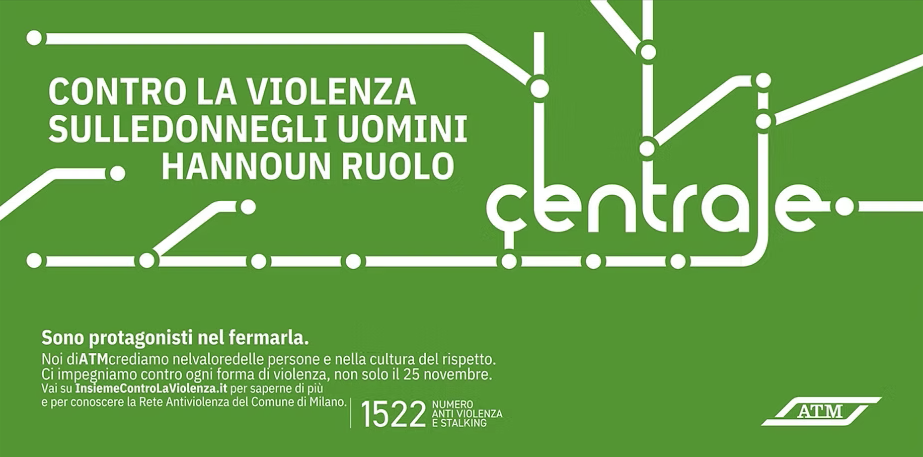 CONTRO LA VIOLENZA
SULLEDONNEGLI UOMINI
HANNOUN RUOLO
centrale
Sono protagonisti nel fermarla.
Noi diATMcrediamo nelvaloredelle persone e nella cultura del rispetto.
Ci impegniamo contro ogni forma di violenza, non solo il 25 novembre.
Vai su InsiemeControLaViolenza.it per saperne di più
e per conoscere la Rete Antiviolenza del Comune di Milano.
1522 NUMERO
ANTI VIOLENZA
E STALKING
ATM